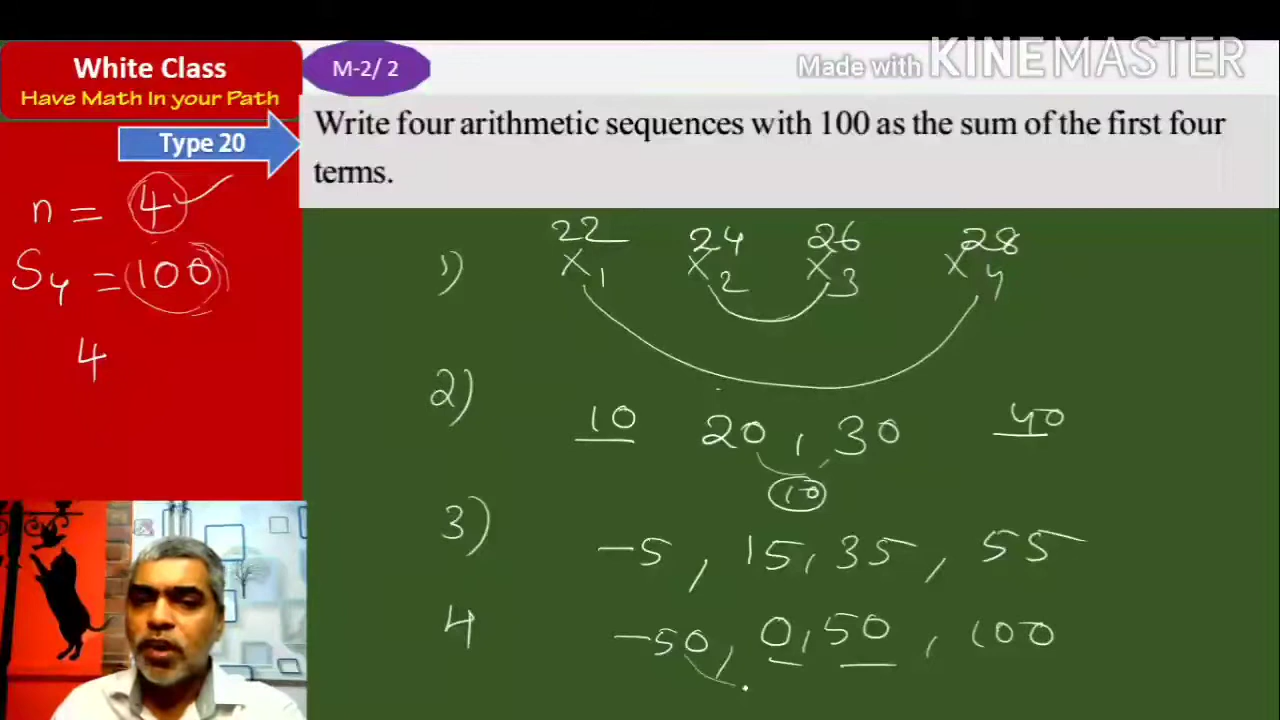 White Class
Have Math in your Path
M-2/ 2
Made with KINEMASTER
Type 20
Write four arithmetic sequences with 100 as the sum of the first four
terms.
n = 4
S4 = 100
4
22 24 26 28
1) x1 x2 x3 x4
2) 10 20 , 30 40
10
3) -5 , 15 , 35 , 55
4 -50 , 0 , 50 , 100